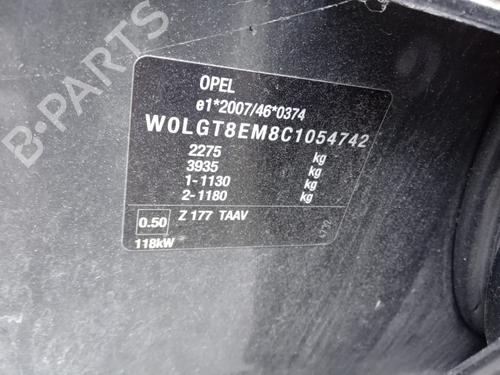 B-PARTS
OPEL
e1*2007/46*0374
W0LGT8EM8C1054742
2275 kg
3935 kg
1-1130 kg
2-1180 kg
0.50 Z 177 TAAV
118kW